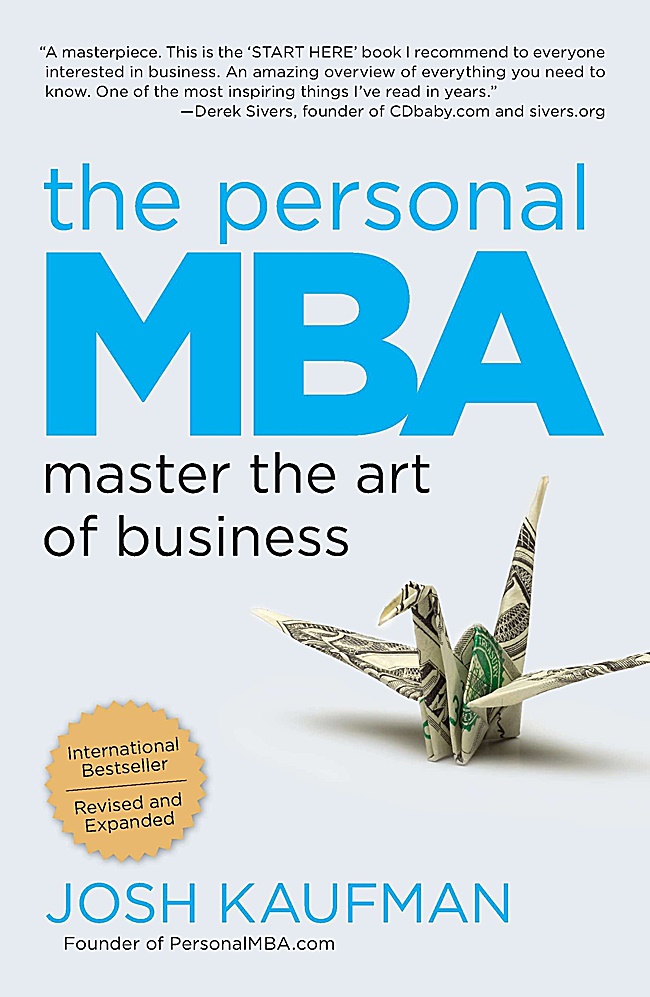 “A masterpiece. This is the ‘START HERE’ book I recommend to everyone
interested in business. An amazing overview of everything you need to
know. One of the most inspiring things I’ve read in years.”
—Derek Sivers, founder of CDbaby.com and sivers.org
the personal
MBA
master the art
of business
TREASURY
International
Bestseller
Revised and
Expanded
JOSH KAUFMAN
Founder of PersonalMBA.com